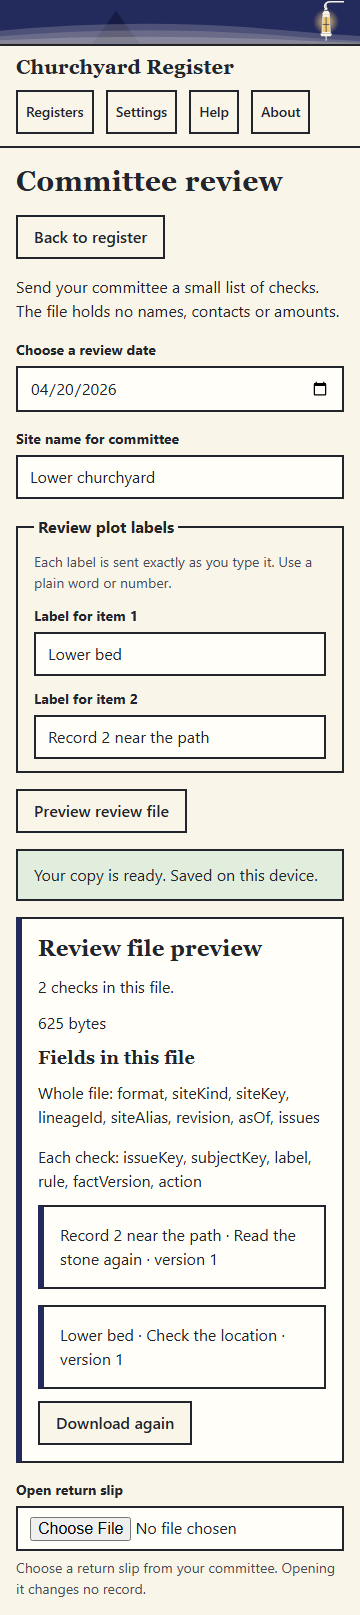 Churchyard Register
Registers
Settings
Help
About
Committee review
Back to register
Send your committee a small list of checks.
The file holds no names, contacts or amounts.
Choose a review date
04/20/2026
Site name for committee
Lower churchyard
Review plot labels
Each label is sent exactly as you type it. Use a
plain word or number.
Label for item 1
Lower bed
Label for item 2
Record 2 near the path
Preview review file
Your copy is ready. Saved on this device.
Review file preview
2 checks in this file.
625 bytes
Fields in this file
Whole file: format, siteKind, siteKey,
lineageId, siteAlias, revision, asOf, issues
Each check: issueKey, subjectKey, label,
rule, factVersion, action
Record 2 near the path · Read the
stone again · version 1
Lower bed · Check the location ·
version 1
Download again
Open return slip
Choose File No file chosen
Choose a return slip from your committee. Opening
it changes no record.